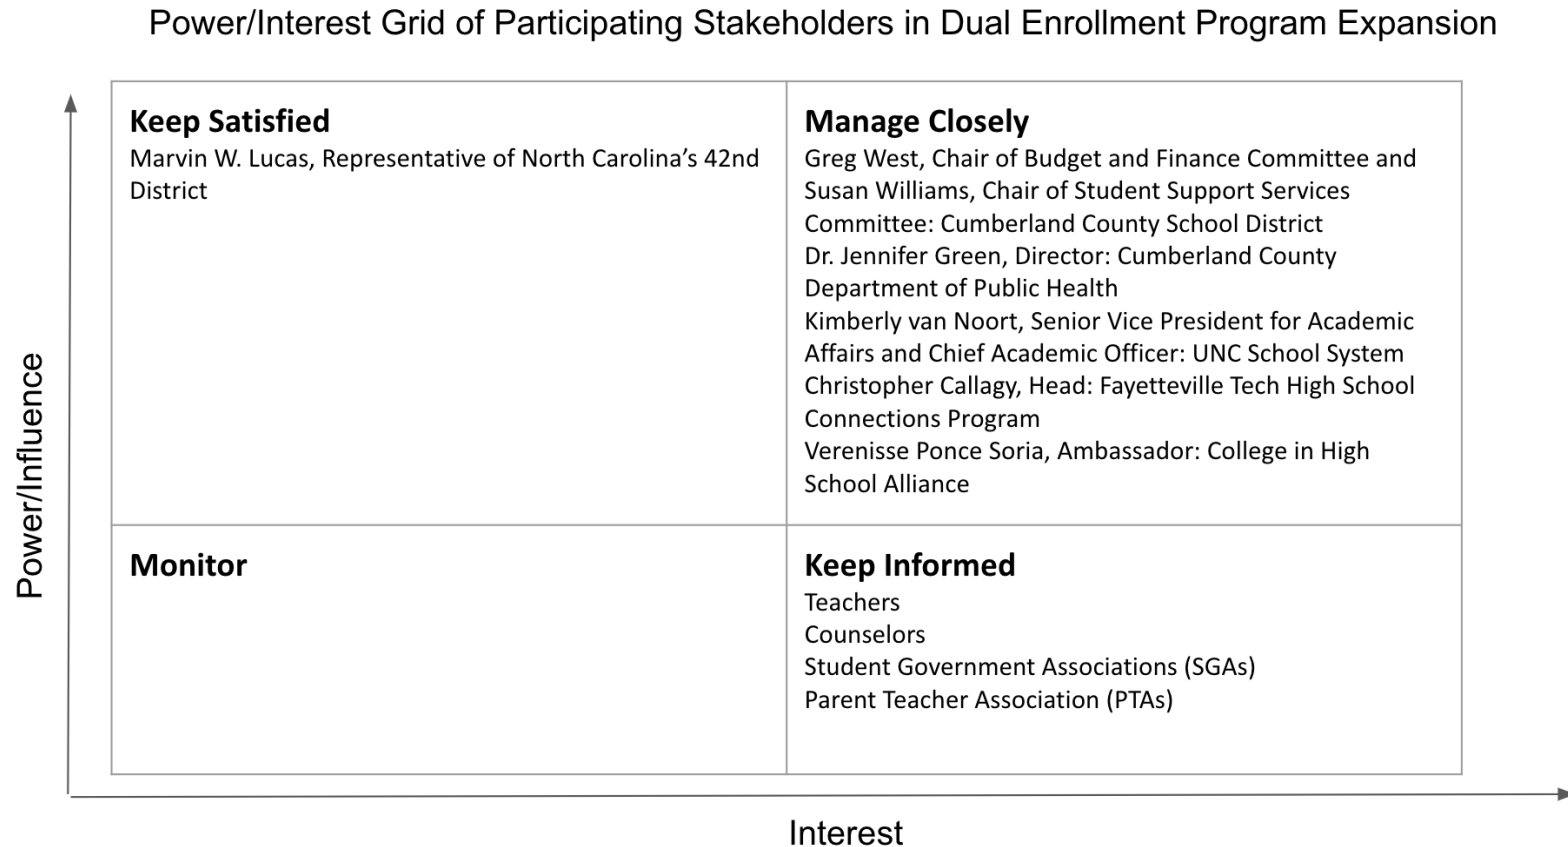 Power/Interest Grid of Participating Stakeholders in Dual Enrollment Program Expansion
Power/Influence
Keep Satisfied
Marvin W. Lucas, Representative of North Carolina’s 42nd
District
Manage Closely
Greg West, Chair of Budget and Finance Committee and
Susan Williams, Chair of Student Support Services
Committee: Cumberland County School District
Dr. Jennifer Green, Director: Cumberland County
Department of Public Health
Kimberly van Noort, Senior Vice President for Academic
Affairs and Chief Academic Officer: UNC School System
Christopher Callagy, Head: Fayetteville Tech High School
Connections Program
Verenisse Ponce Soria, Ambassador: College in High
School Alliance
Monitor
Keep Informed
Teachers
Counselors
Student Government Associations (SGAs)
Parent Teacher Association (PTAs)
Interest